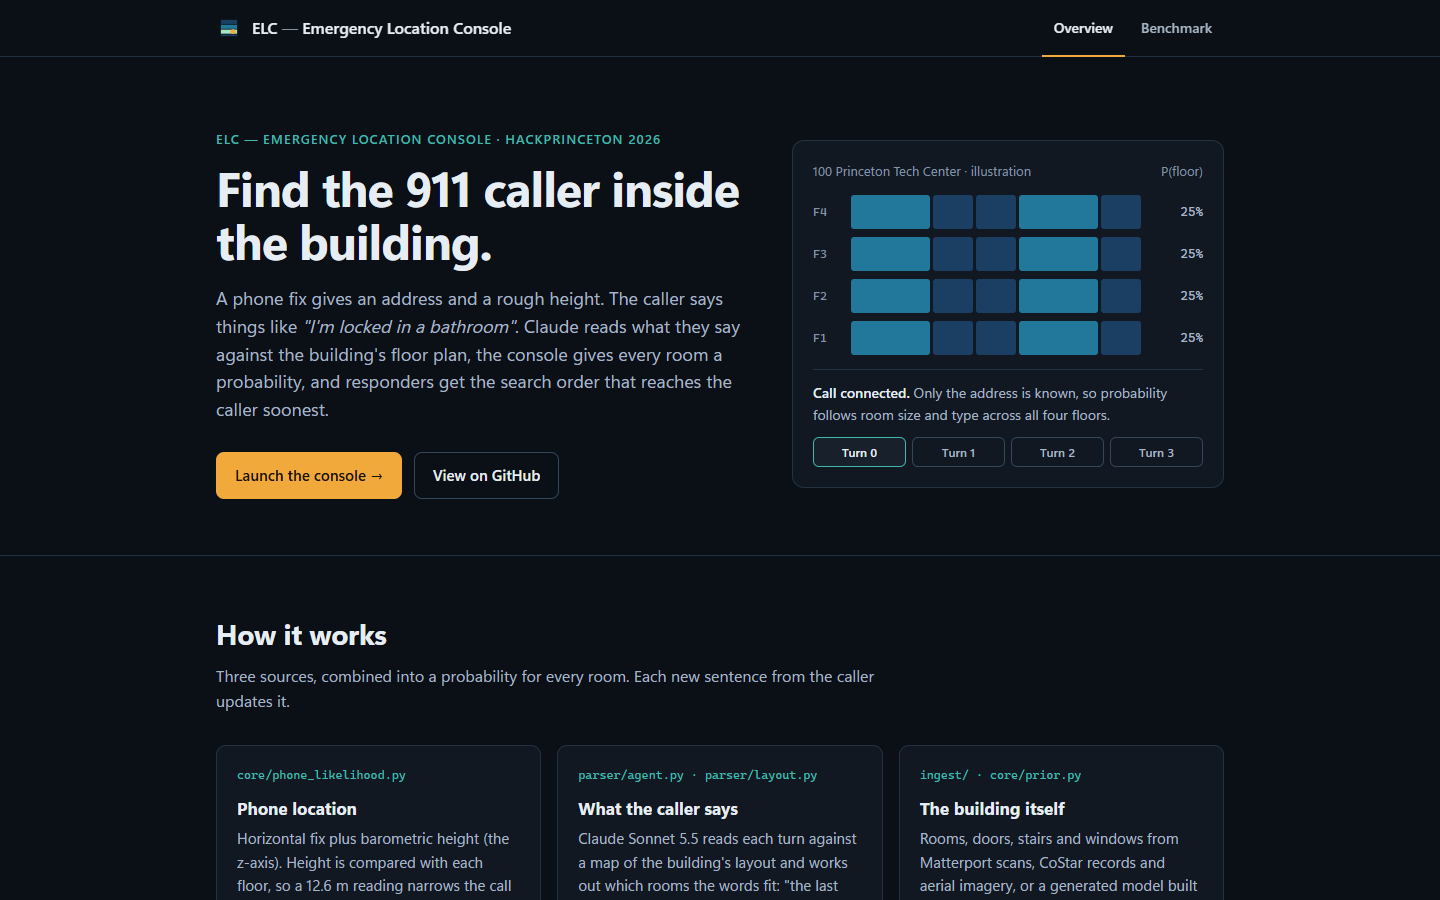 ELC — Emergency Location Console
Overview
Benchmark
ELC — EMERGENCY LOCATION CONSOLE · HACKPRINCETON 2026
Find the 911 caller inside
the building.
A phone fix gives an address and a rough height. The caller says
things like "I'm locked in a bathroom". Claude reads what they say
against the building's floor plan, the console gives every room a
probability, and responders get the search order that reaches the
caller soonest.
Launch the console →
View on GitHub
100 Princeton Tech Center · illustration
P(floor)
F4
25%
F3
25%
F2
25%
F1
25%
Call connected. Only the address is known, so probability
follows room size and type across all four floors.
Turn 0
Turn 1
Turn 2
Turn 3
How it works
Three sources, combined into a probability for every room. Each new sentence from the caller
updates it.
core/phone_likelihood.py
Phone location
Horizontal fix plus barometric height (the
z-axis). Height is compared with each
floor, so a 12.6 m reading narrows the call
parser/agent.py · parser/layout.py
What the caller says
Claude Sonnet 5.5 reads each turn against
a map of the building's layout and works
out which rooms the words fit: "the last
ingest/ · core/prior.py
The building itself
Rooms, doors, stairs and windows from
Matterport scans, CoStar records and
aerial imagery, or a generated model built